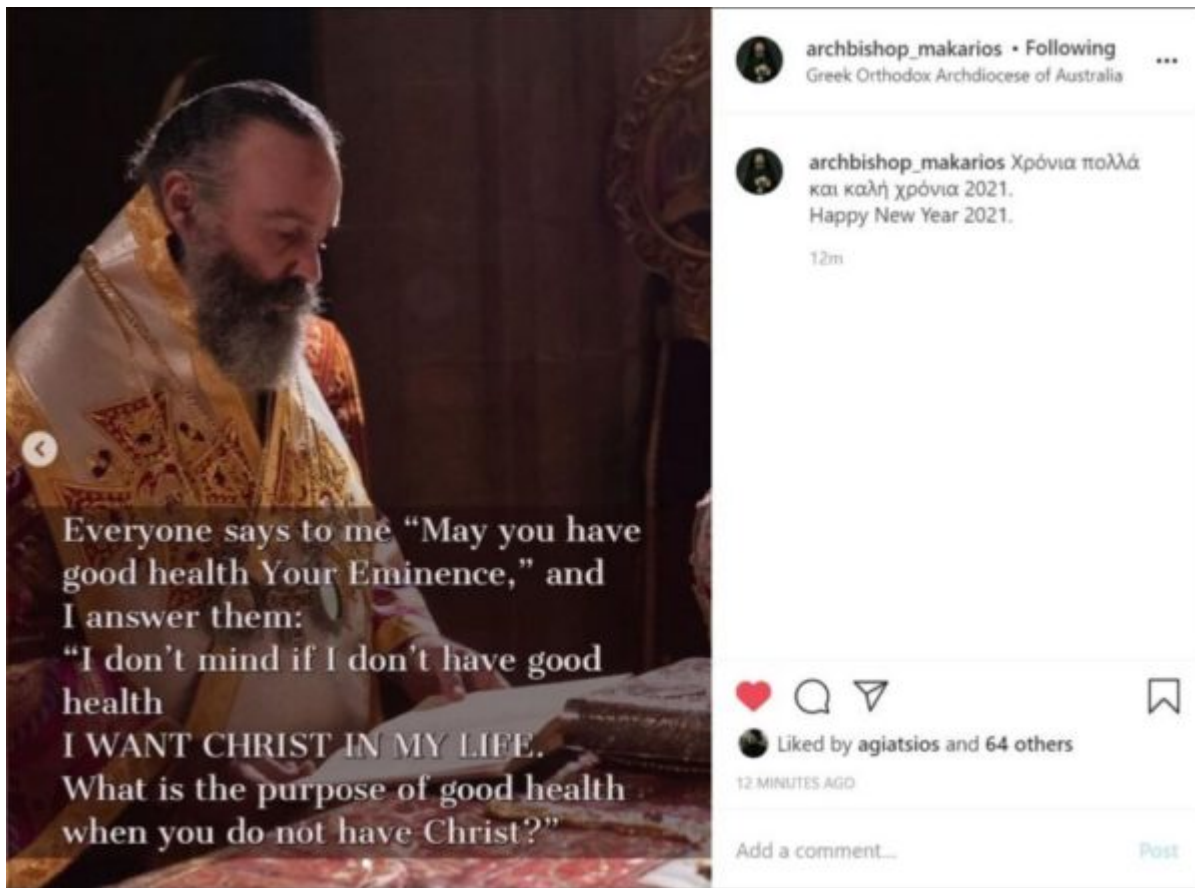 archbishop_makarios • Following
Greek Orthodox Archdiocese of Australia
archbishop_makarios Χρόνια πολλά
και καλή χρόνια 2021.
Happy New Year 2021.
12m
Everyone says to me “May you have
good health Your Eminence,” and
I answer them:
“I don’t mind if I don’t have good
health
I WANT CHRIST IN MY LIFE.
What is the purpose of good health
when you do not have Christ?”
Liked by agiatsios and 64 others
12 MINUTES AGO
Add a comment...
Post